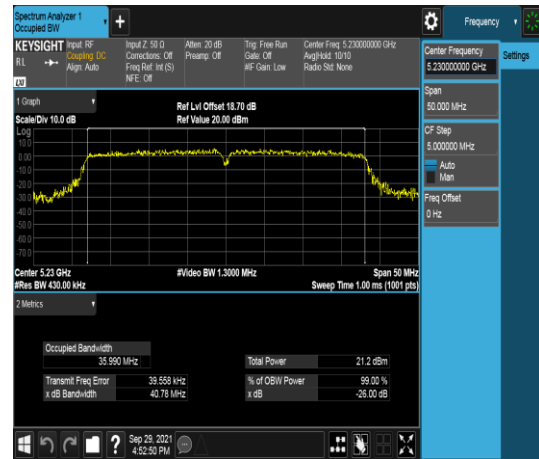 Spectrum Analyzer 1
Occupied BW
+
Frequency
KEYSIGHT
RL
LXI
Input: RF
Coupling: DC
Align: Auto
Input Z: 50 Ω
Corrections: Off
Freq Ref: Int (S)
NFE: Off
Atten: 20 dB
Preamp: Off
Trig: Free Run
Gate: Off
#IF Gain: Low
Center Freq: 5.230000000 GHz
Avg|Hold: 10/10
Radio Std: None
Center Frequency
5.230000000 GHz
Settings
Span
50.000 MHz
CF Step
5.000000 MHz
Auto
Man
Freq Offset
0 Hz
1 Graph
Scale/Div 10.0 dB
Ref Lvl Offset 18.70 dB
Ref Value 20.00 dBm
Log
10.0
0.00
-10.0
-20.0
-30.0
-40.0
-50.0
-60.0
-70.0
Center 5.23 GHz
#Res BW 430.00 kHz
#Video BW 1.3000 MHz
Span 50 MHz
Sweep Time 1.00 ms (1001 pts)
2 Metrics
Occupied Bandwidth
35.990 MHz
Total Power 21.2 dBm
Transmit Freq Error 39.558 kHz
% of OBW Power 99.00 %
x dB Bandwidth 40.78 MHz
x dB -26.00 dB
?
Sep 29, 2021
4:52:50 PM